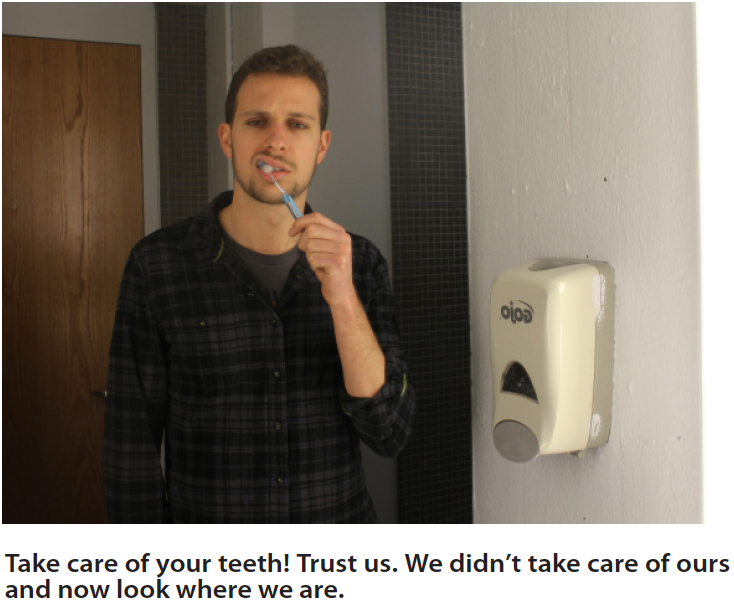 GOJO
Take care of your teeth! Trust us. We didn’t take care of ours
and now look where we are.